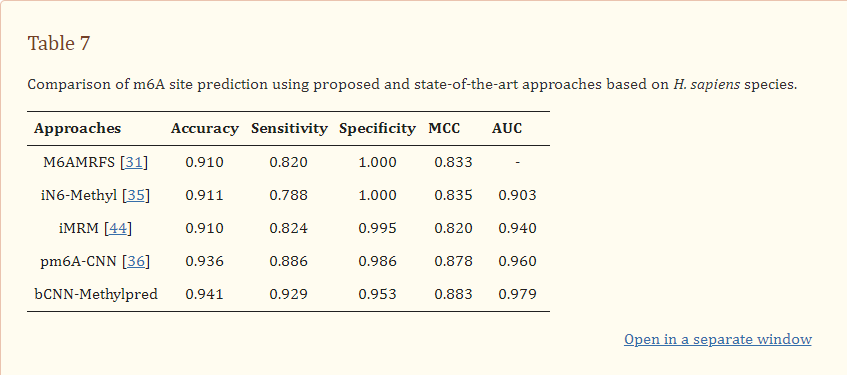 Table 7
Comparison of m6A site prediction using proposed and state-of-the-art approaches based on H. sapiens species.
Approaches Accuracy Sensitivity Specificity MCC AUC
M6AMRFS [31] 0.910 0.820 1.000 0.833 -
iN6-Methyl [35] 0.911 0.788 1.000 0.835 0.903
iMRM [44] 0.910 0.824 0.995 0.820 0.940
pm6A-CNN [36] 0.936 0.886 0.986 0.878 0.960
bCNN-Methylpred 0.941 0.929 0.953 0.883 0.979
Open in a separate window